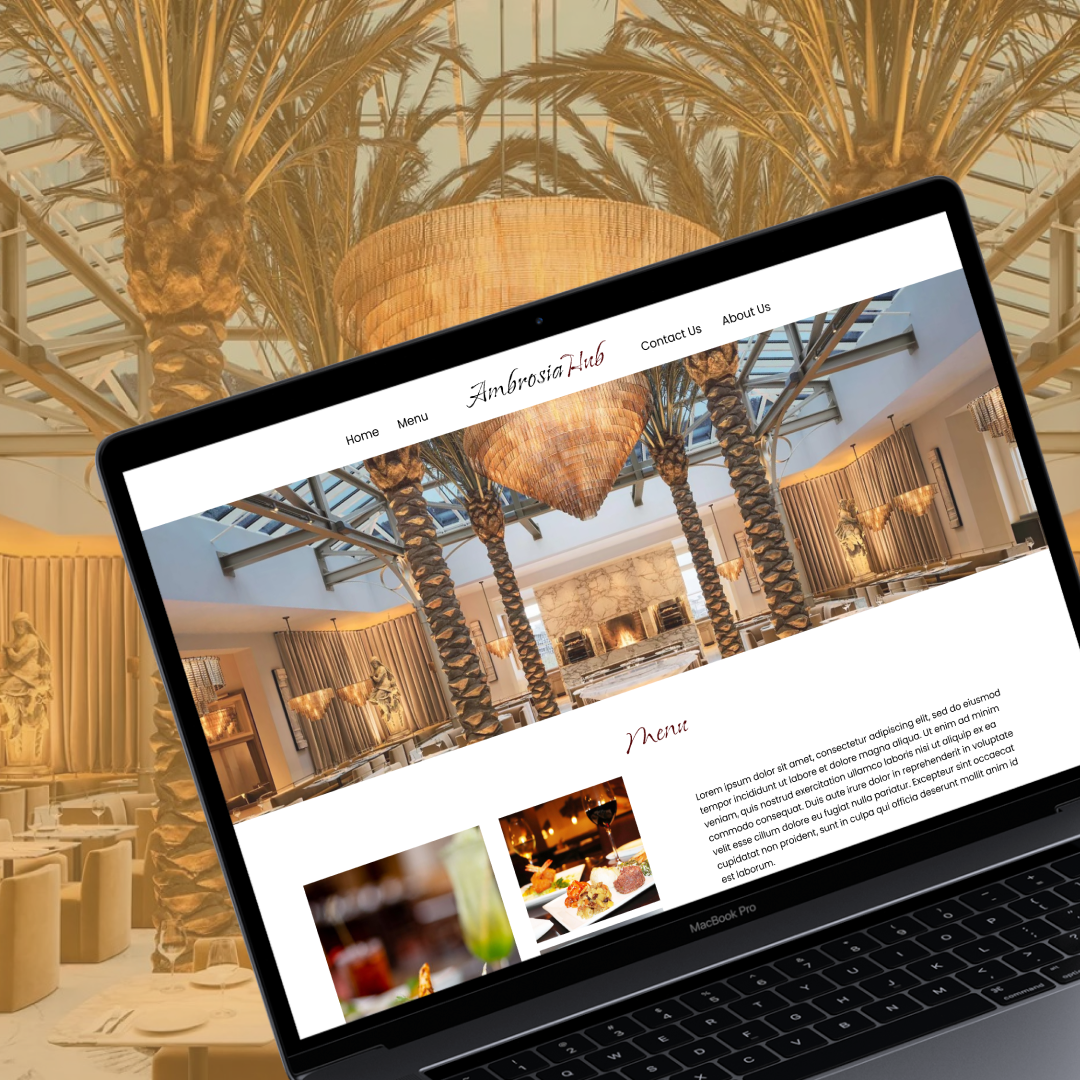 Home
Menu
AmbrosiaHub
Contact Us
About Us
Menu
Lorem ipsum dolor sit amet, consectetur adipiscing elit, sed do eiusmod
tempor incididunt ut labore et dolore magna aliqua. Ut enim ad minim
veniam, quis nostrud exercitation ullamco laboris nisi ut aliquip ex ea
commodo consequat. Duis aute irure dolor in reprehenderit in voluptate
velit esse cillum dolore eu fugiat nulla pariatur. Excepteur sint occaecat
cupidatat non proident, sunt in culpa qui officia deserunt mollit anim id
est laborum.
MacBook Pro
command